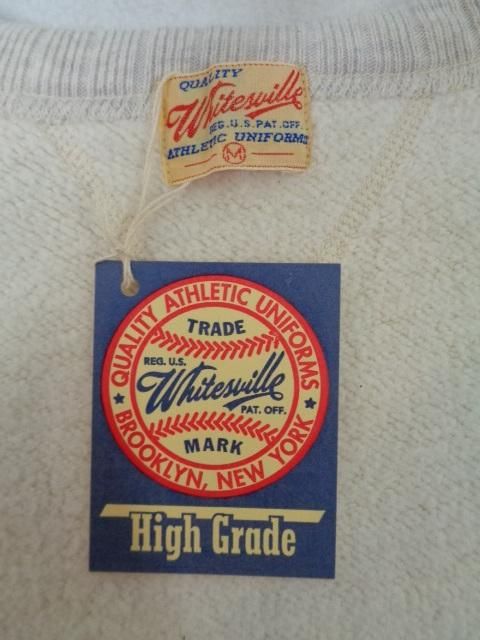 QUALITY
Whitesville
REG. U.S. PAT. OFF.
ATHLETIC UNIFORMS
M
QUALITY ATHLETIC UNIFORMS
TRADE
REG. U.S.
Whitesville
PAT. OFF.
MARK
BROOKLYN, NEW YORK
High Grade